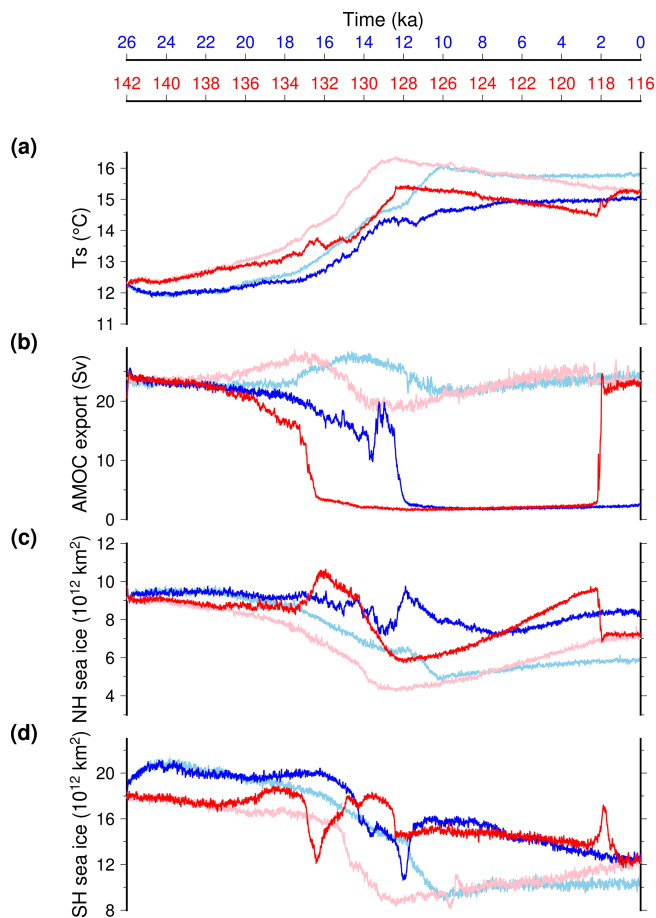 Time (ka)
26 24 22 20 18 16 14 12 10 8 6 4 2 0
142 140 138 136 134 132 130 128 126 124 122 120 118 116
(a)
16
15
14
13
12
11
Ts (°C)
(b)
20
10
0
AMOC export (Sv)
(c)
12
10
8
6
4
NH sea ice (10¹² km²)
(d)
20
16
12
8
SH sea ice (10¹² km²)